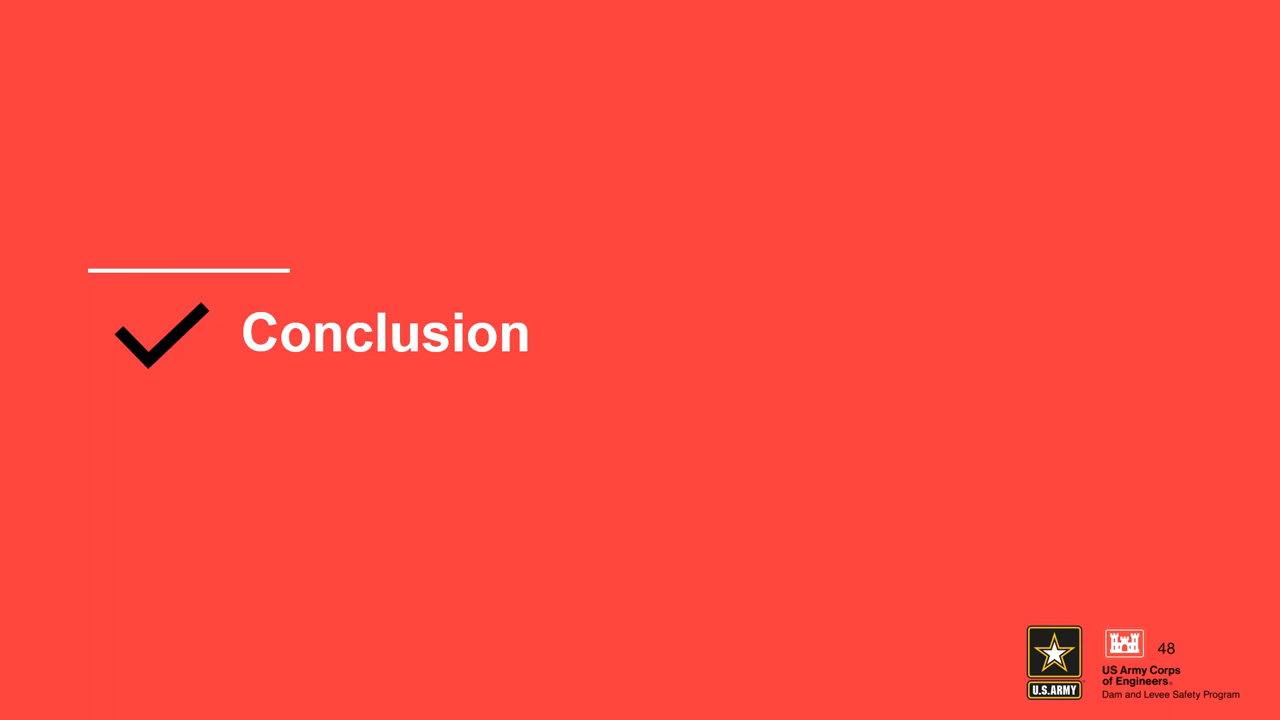 Conclusion
48
U.S.ARMY
US Army Corps
of Engineers®
Dam and Levee Safety Program